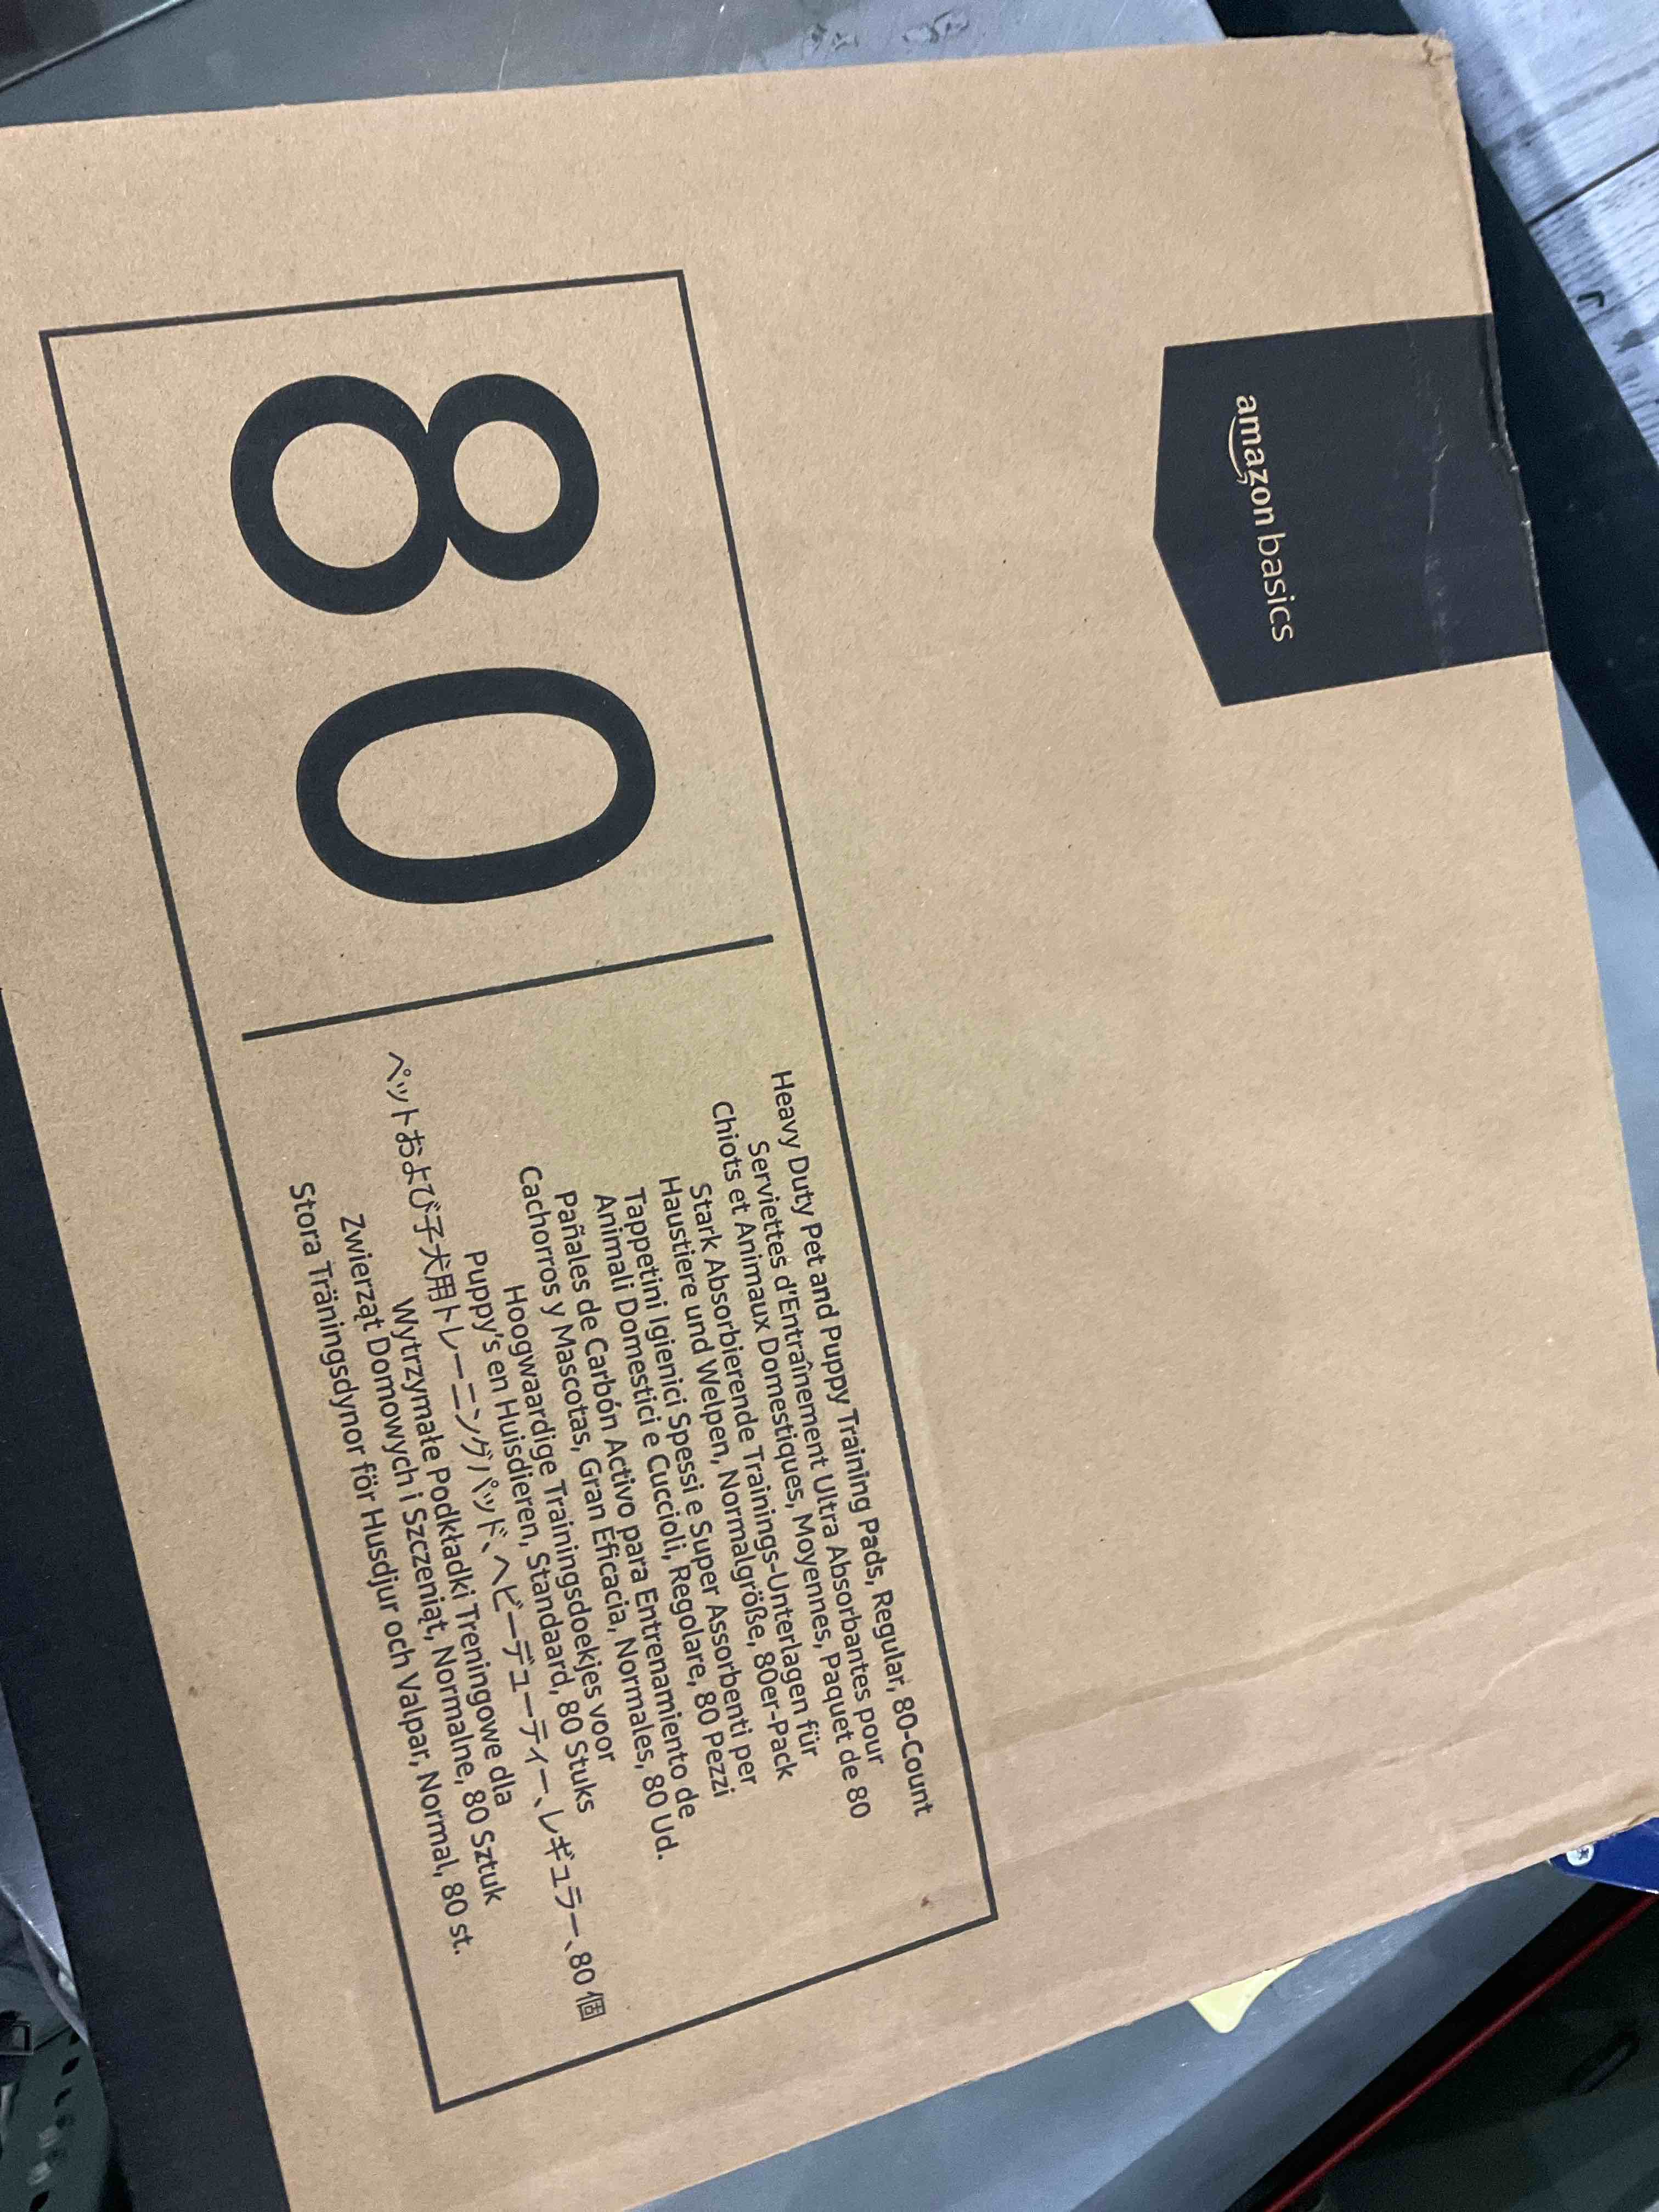 amazon basics
80
Heavy Duty Pet and Puppy Training Pads, Regular, 80-Count
Serviettes d'Entraînement Ultra Absorbantes pour
Chiots et Animaux Domestiques, Moyennes, Paquet de 80
Stark Absorbierende Trainings-Unterlagen für
Haustiere und Welpen, Normalgröße, 80er-Pack
Tappetini Igienici Spessi e Super Assorbenti per
Animali Domestici e Cuccioli, Regolare, 80 Pezzi
Pañales de Carbón Activo para Entrenamiento de
Cachorros y Mascotas, Gran Eficacia, Normales, 80 Ud.
Hoogwaardige Trainingsdoekjes voor
Puppy's en Huisdieren, Standaard, 80 Stuks
ペットおよび子犬用トレーニングパッド、ヘビーデューティー、レギュラー、80 個
Wytrzymałe Podkładki Treningowe dla
Zwierząt Domowych i Szczeniąt, Normalne, 80 Sztuk
Stora Träningsdynor för Husdjur och Valpar, Normal, 80 st.